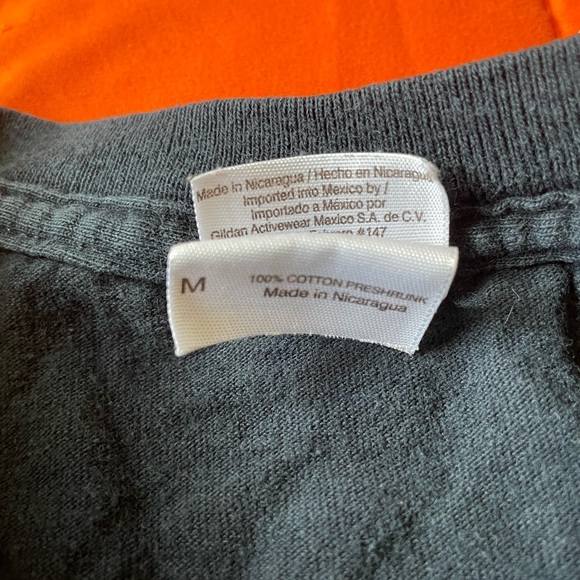 Made in Nicaragua / Hecho en Nicaragua
Imported into Mexico by /
Importado a México por
Gildan Activewear Mexico S.A. de C.V.
#147
M
100% COTTON PRESHRUNK
Made in Nicaragua